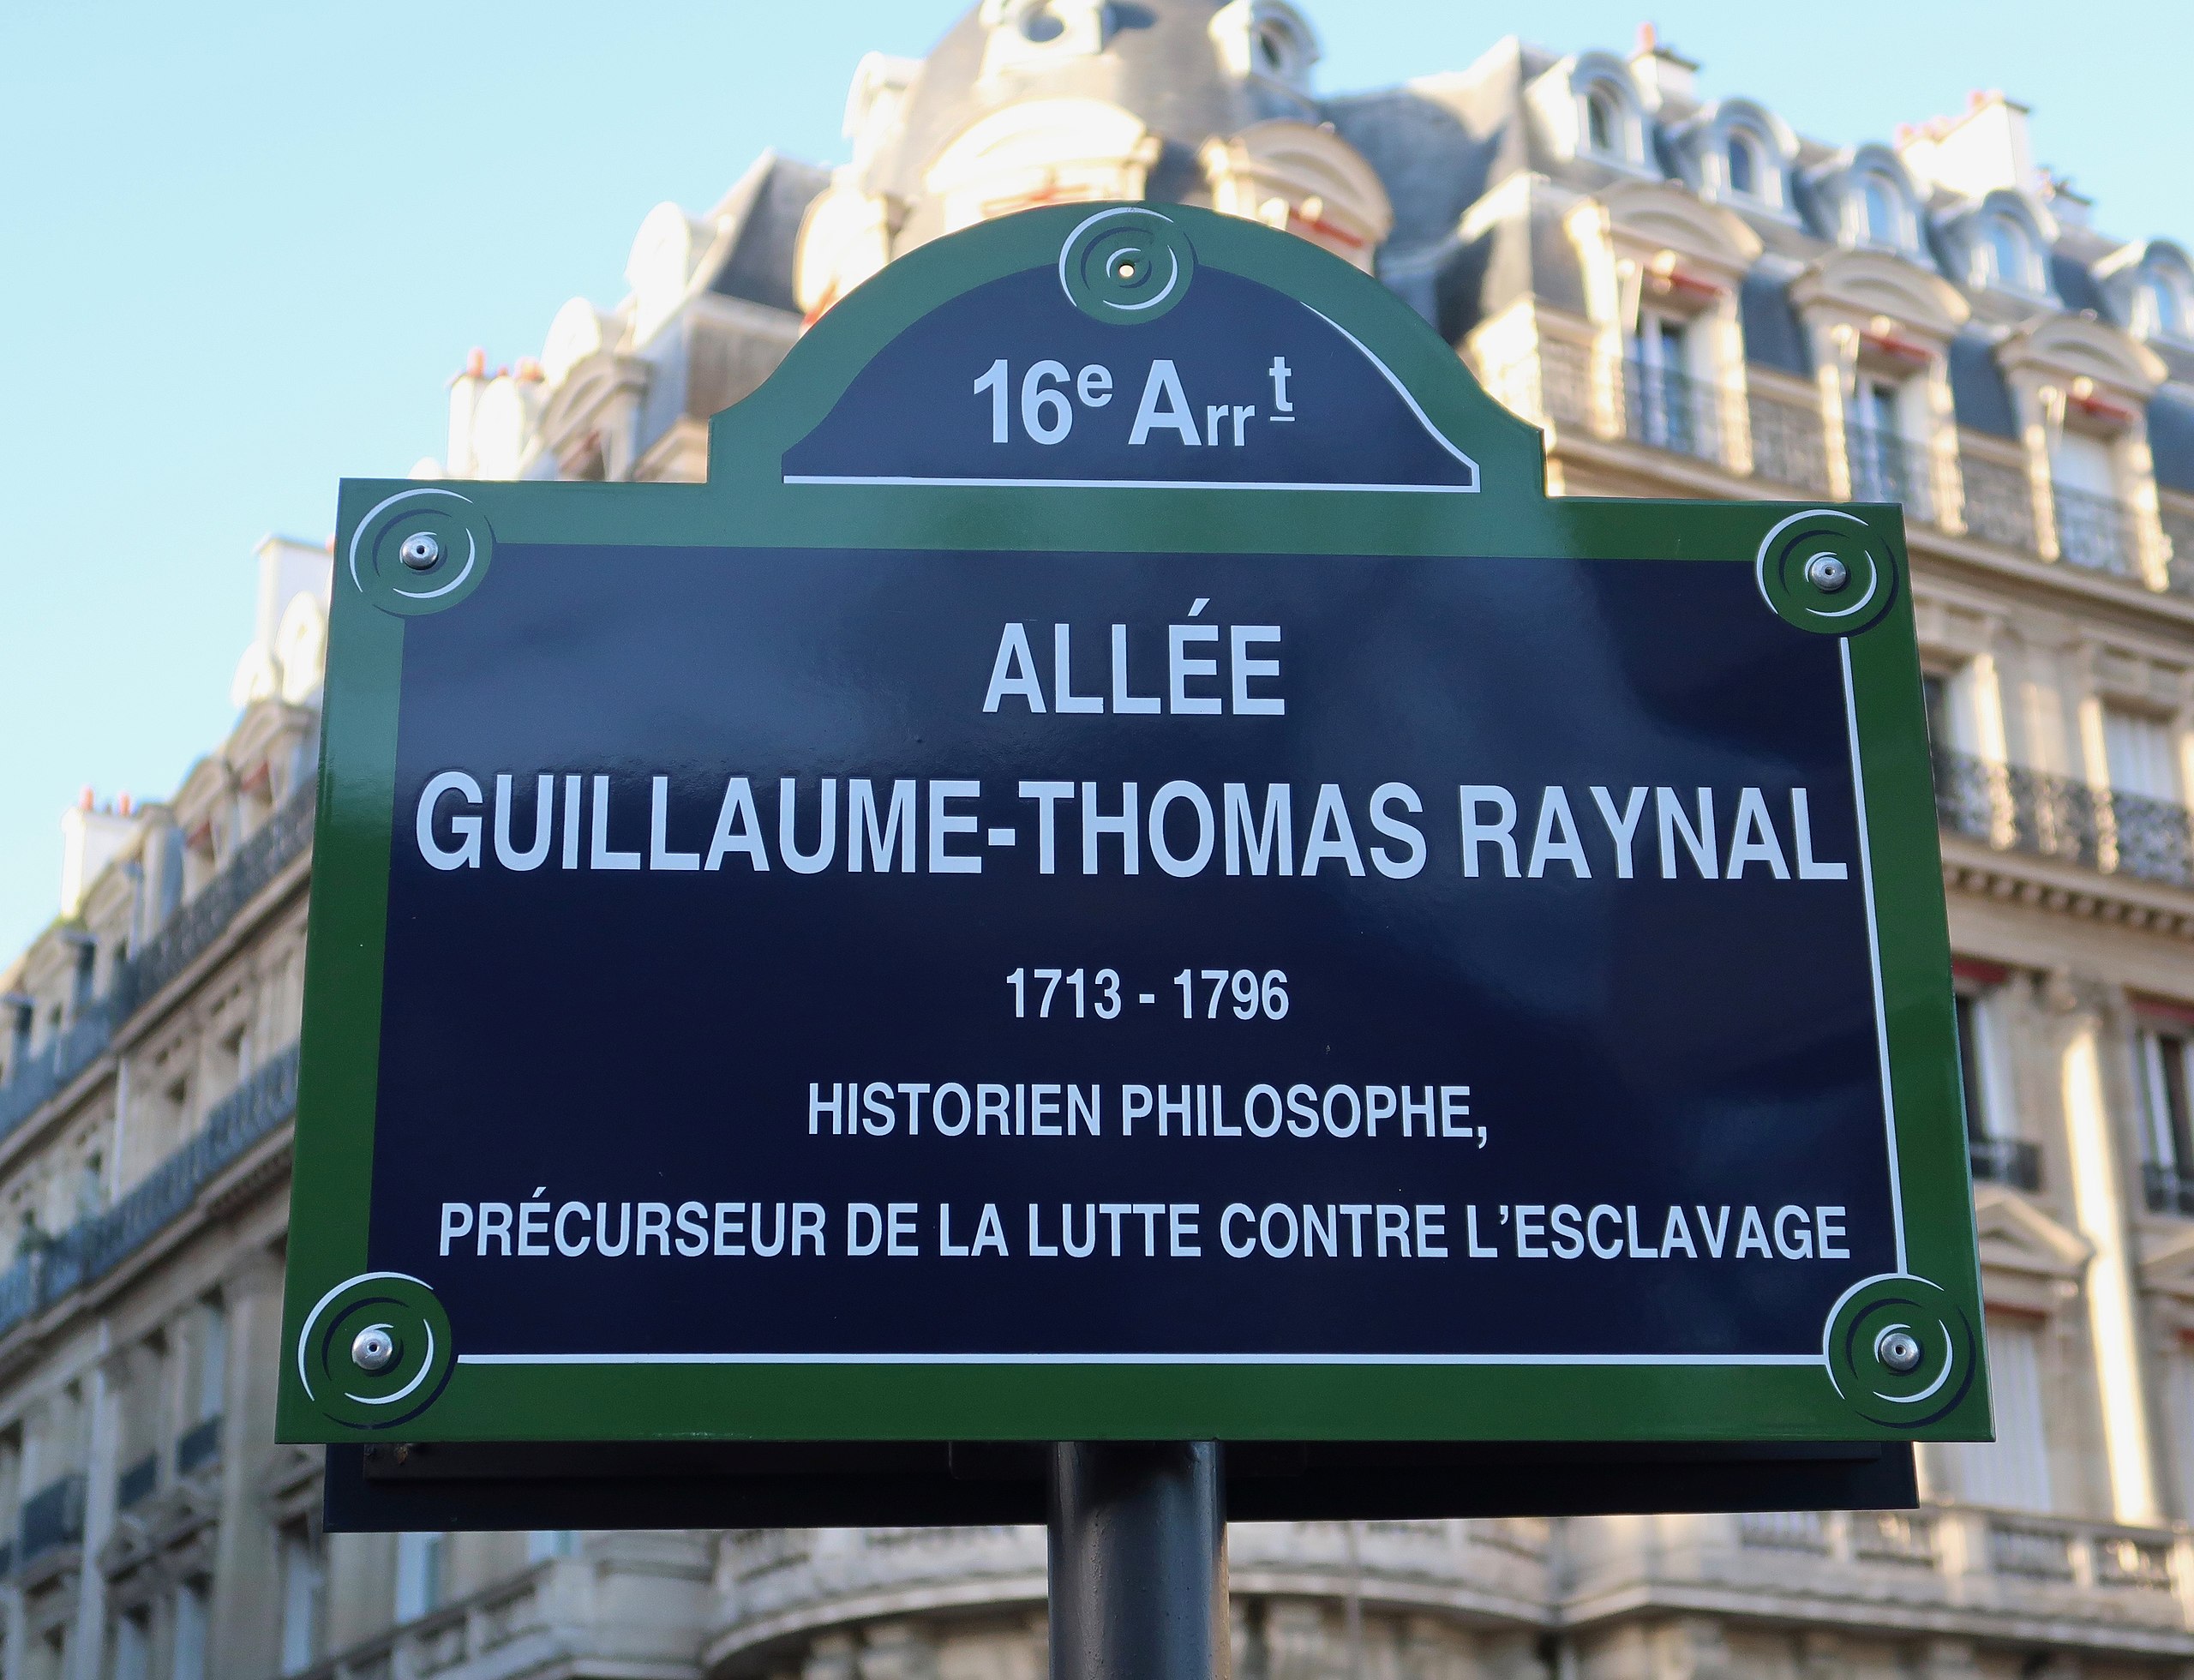 16e Arrt
ALLÉE
GUILLAUME-THOMAS RAYNAL
1713 - 1796
HISTORIEN PHILOSOPHE,
PRÉCURSEUR DE LA LUTTE CONTRE L'ESCLAVAGE